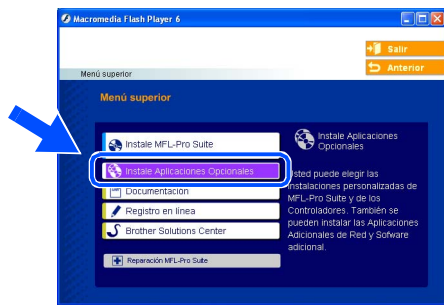 Macromedia Flash Player 6
Salir
Anterior
Menú superior
Menú superior
Instale MFL-Pro Suite
Instale Aplicaciones Opcionales
Documentación
Registro en línea
Brother Solutions Center
Reparación MFL-Pro Suite
Instale Aplicaciones
Opcionales
Usted puede elegir las
instalaciones personalizadas de
MFL-Pro Suite y de los
Controladores. También se
pueden instalar las Aplicaciones
Adicionales de Red y Sofware
adicional.